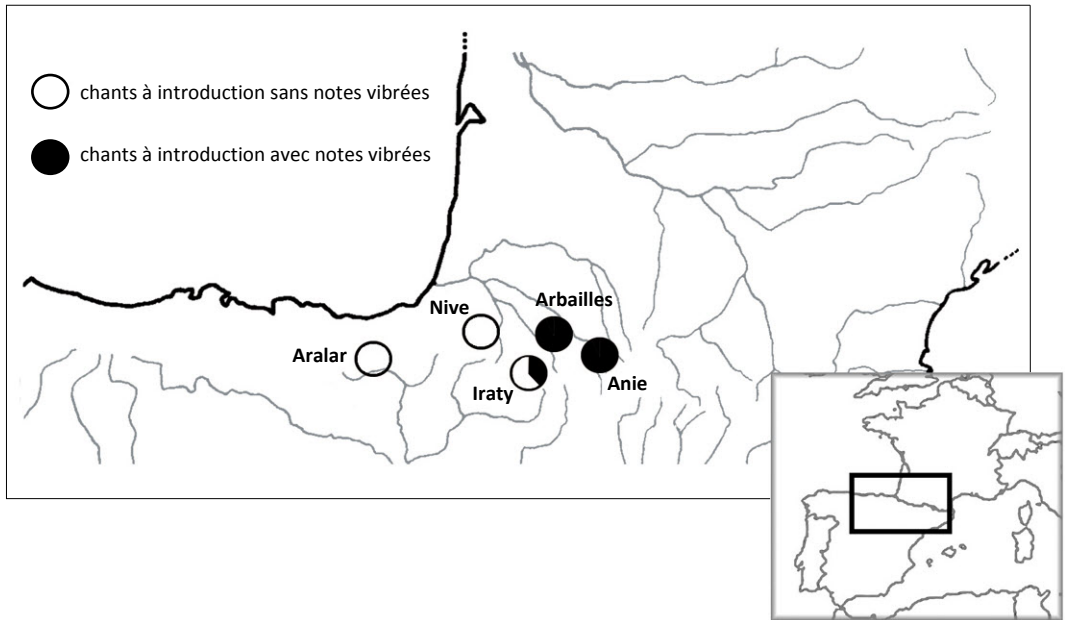 chants à introduction sans notes vibrées
chants à introduction avec notes vibrées
Nive
Arbailles
Aralar
Iraty
Anie